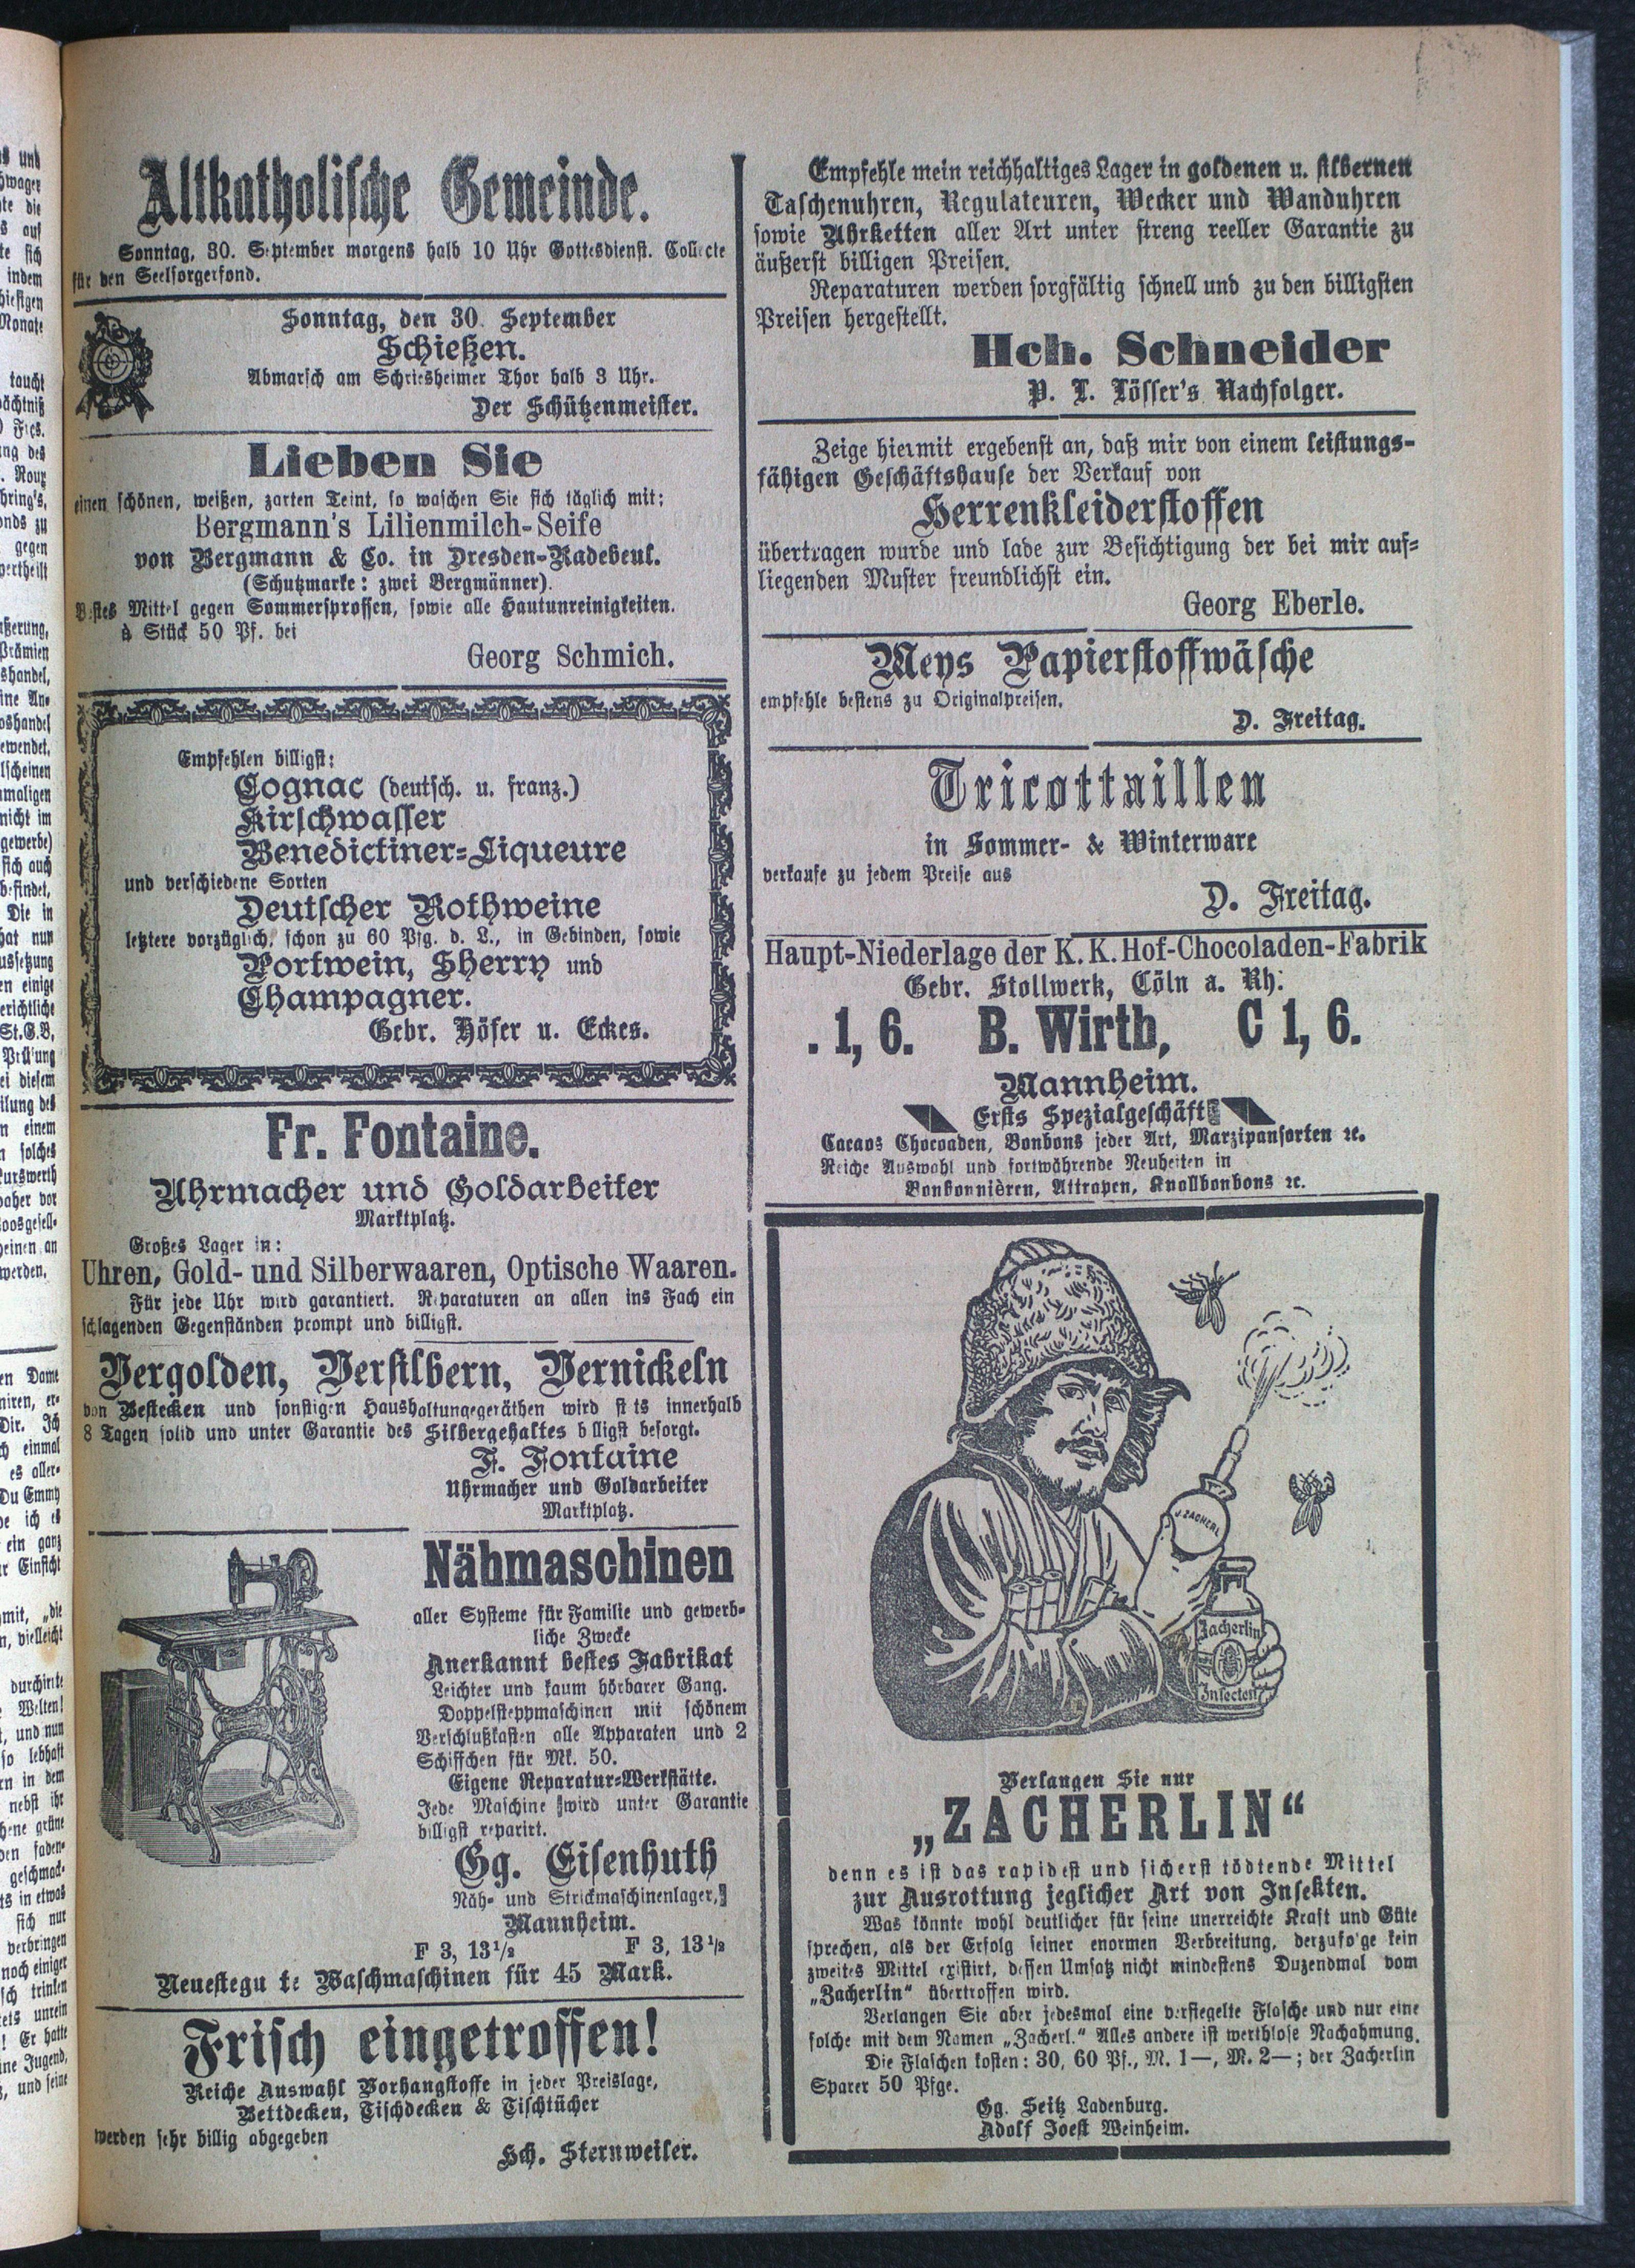 Altkatholische Gemeinde.
Sonntag, 30. September morgens halb 10 Uhr Gottesdienst. Collecte
für den Seelsorgerfond.
Sonntag, den 30. September
Schießen.
Abmarsch am Schriesheimer Thor halb 3 Uhr.
Der Schützenmeister.
Lieben Sie
einen schönen, weißen, zarten Teint, so waschen Sie sich täglich mit:
Bergmann's Lilienmilch-Seife
von Bergmann & Co. in Dresden-Radebeul.
(Schutzmarke: zwei Bergmänner).
Bestes Mittel gegen Sommersprossen, sowie alle Hautunreinigkeiten.
à Stück 50 Pf. bei
Georg Schmich.
Empfehlen billigst:
Cognac (deutsch. u. franz.)
Kirschwasser
Benedictiner-Liqueure
und verschiedene Sorten
Deutscher Rothweine
letztere vorzüglich, schon zu 60 Pfg. d. L., in Gebinden, sowie
Portwein, Sherry und
Champagner.
Gebr. Höfer u. Eckes.
Fr. Fontaine.
Uhrmacher und Goldarbeiter
Marktplatz.
Großes Lager in:
Uhren, Gold- und Silberwaaren, Optische Waaren.
Für jede Uhr wird garantiert. Reparaturen an allen ins Fach ein
schlagenden Gegenständen prompt und billigst.
Vergolden, Versilbern, Vernickeln
von Bestecken und sonstigen Haushaltungsgeräthen wird stets innerhalb
8 Tagen solid und unter Garantie des Silbergehaltes billigst besorgt.
F. Fontaine
Uhrmacher und Goldarbeiter
Marktplatz.
Nähmaschinen
aller Systeme für Familie und gewerb-
liche Zwecke
Anerkannt bestes Fabrikat
Leichter und kaum hörbarer Gang.
Doppelsteppmaschinen mit schönem
Verschlußkasten alle Apparaten und 2
Schiffchen für Mk. 50.
Eigene Reparatur-Werkstätte.
Jede Maschine wird unter Garantie
billigst reparirt.
Gg. Eisenhuth
Näh- und Strickmaschinenlager,
Mannheim.
F 3, 13½ F 3, 13½
Neuestegu te Waschmaschinen für 45 Mark.
Frisch eingetroffen!
Reiche Auswahl Vorhangstoffe in jeder Preislage,
Bettdecken, Tischdecken & Tischtücher
werden sehr billig abgegeben
Hch. Sternweiler.
Empfehle mein reichhaltiges Lager in goldenen u. silbernen
Taschenuhren, Regulateuren, Wecker und Wanduhren
sowie Uhrketten aller Art unter streng reeller Garantie zu
äußerst billigen Preisen.
Reparaturen werden sorgfältig schnell und zu den billigsten
Preisen hergestellt.
Hch. Schneider
P. L. Lösser's Nachfolger.
Zeige hiermit ergebenst an, daß mir von einem leistungs-
fähigen Geschäftshause der Verkauf von
Herrenkleiderstoffen
übertragen wurde und lade zur Besichtigung der bei mir auf-
liegenden Muster freundlichst ein.
Georg Eberle.
Meys Papierstoffwäsche
empfehle bestens zu Originalpreisen.
D. Freitag.
Tricottaillen
in Sommer- & Winterware
verkaufe zu jedem Preise aus
D. Freitag.
Haupt-Niederlage der K. K. Hof-Chocoladen-Fabrik
Gebr. Stollwerk, Cöln a. Rh:
. 1, 6. B. Wirth, C 1, 6.
Mannheim.
Ersts Spezialgeschäft
Cacaos Chocoaden, Bonbons jeder Art, Marzipansorten ꝛc.
Reiche Auswahl und fortwährende Neuheiten in
Bonbonnièren, Attrapen, Knallbonbons ꝛc.
J. ZACHERL
Zacherlin
Insecten
Verlangen Sie nur
„ZACHERLIN“
denn es ist das rapidest und sicherst tödtende Mittel
zur Ausrottung jeglicher Art von Insekten.
Was könnte wohl deutlicher für seine unerreichte Kraft und Güte
sprechen, als der Erfolg seiner enormen Verbreitung, derzufolge kein
zweites Mittel existirt, dessen Umsatz nicht mindestens Duzendmal vom
„Zacherlin“ übertroffen wird.
Verlangen Sie aber jedesmal eine versiegelte Flasche und nur eine
solche mit dem Namen „Zacherl.“ Alles andere ist werthlose Nachahmung.
Die Flaschen kosten: 30, 60 Pf., M. 1—, M. 2—; der Zacherlin
Sparer 50 Pfge.
Gg. Seitz Ladenburg.
Adolf Joest Weinheim.